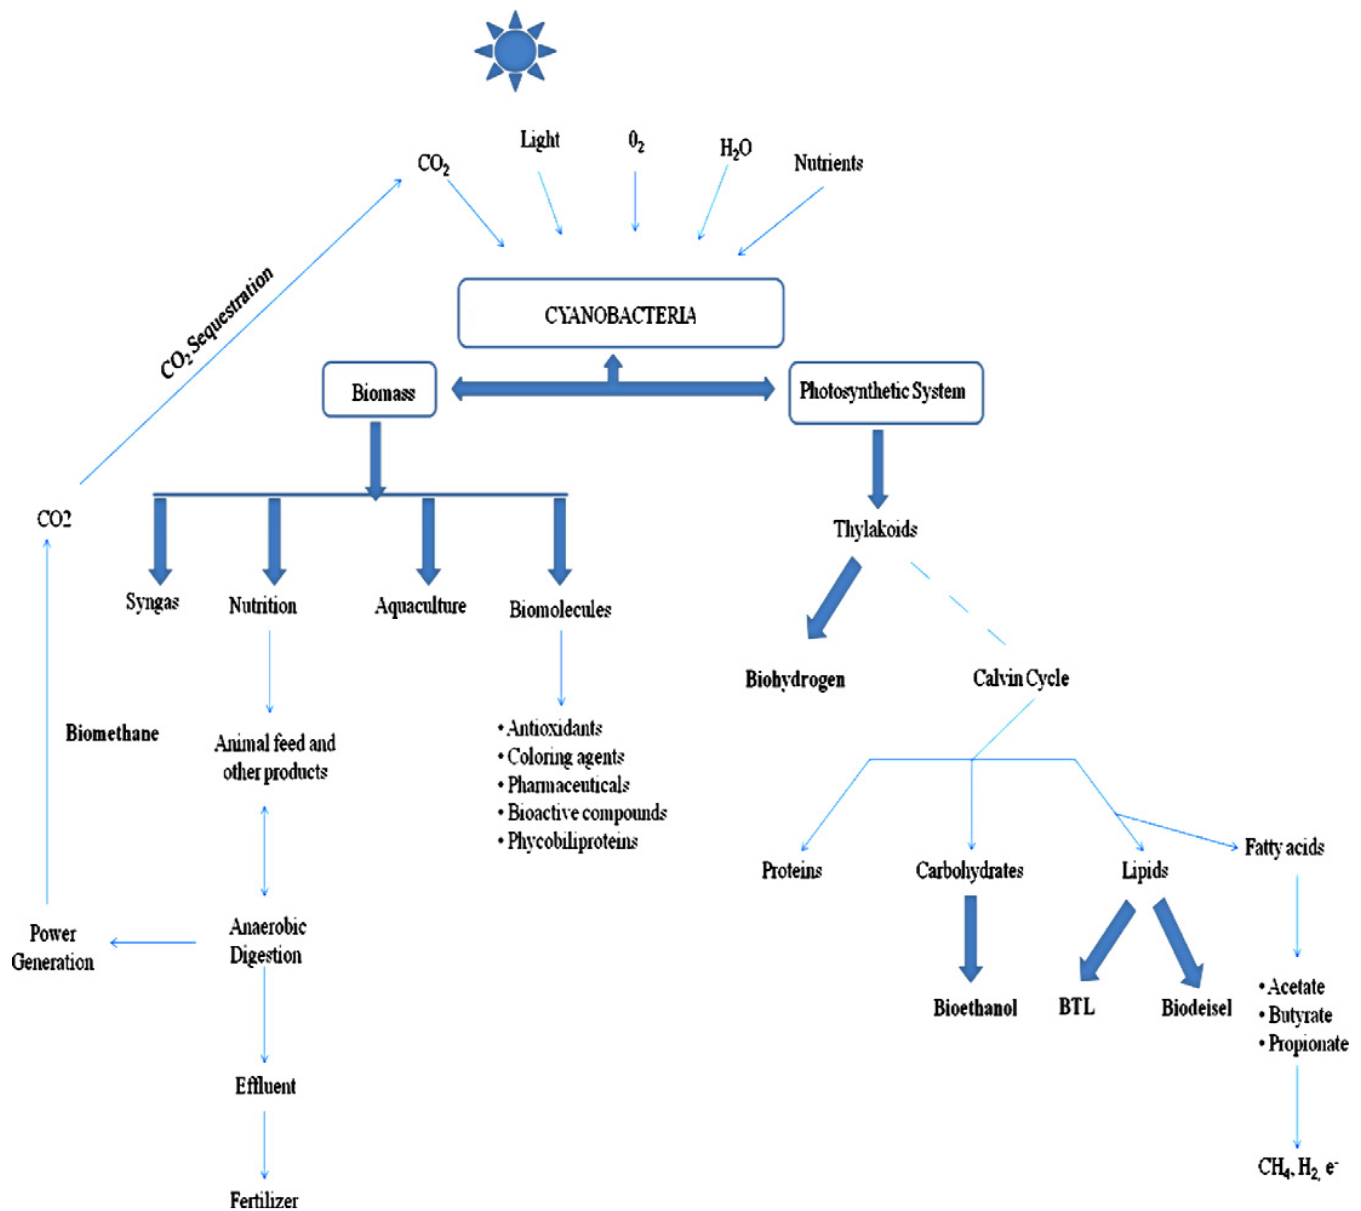 Light
0₂
H₂O
CO₂
Nutrients
CO₂ Sequestration
CYANOBACTERIA
Biomass
Photosynthetic System
CO2
Thylakoids
Syngas
Nutrition
Aquaculture
Biomolecules
Biohydrogen
Calvin Cycle
Biomethane
Animal feed and
other products
• Antioxidants
• Coloring agents
• Pharmaceuticals
• Bioactive compounds
• Phycobiliproteins
Proteins
Carbohydrates
Lipids
Fatty acids
Power
Generation
Anaerobic
Digestion
Bioethanol
BTL
Biodeisel
• Acetate
• Butyrate
• Propionate
Effluent
Fertilizer
CH₄, H₂, e⁻